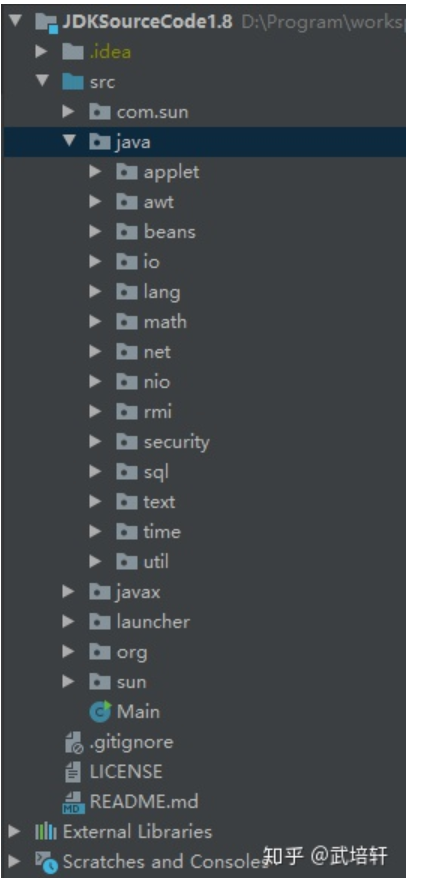 JDKSourceCode1.8 D:\Program\works
.idea
src
com.sun
java
applet
awt
beans
io
lang
math
net
nio
rmi
security
sql
text
time
util
javax
launcher
org
sun
Main
.gitignore
LICENSE
README.md
External Libraries
Scratches and Consoles
知乎 @武培轩